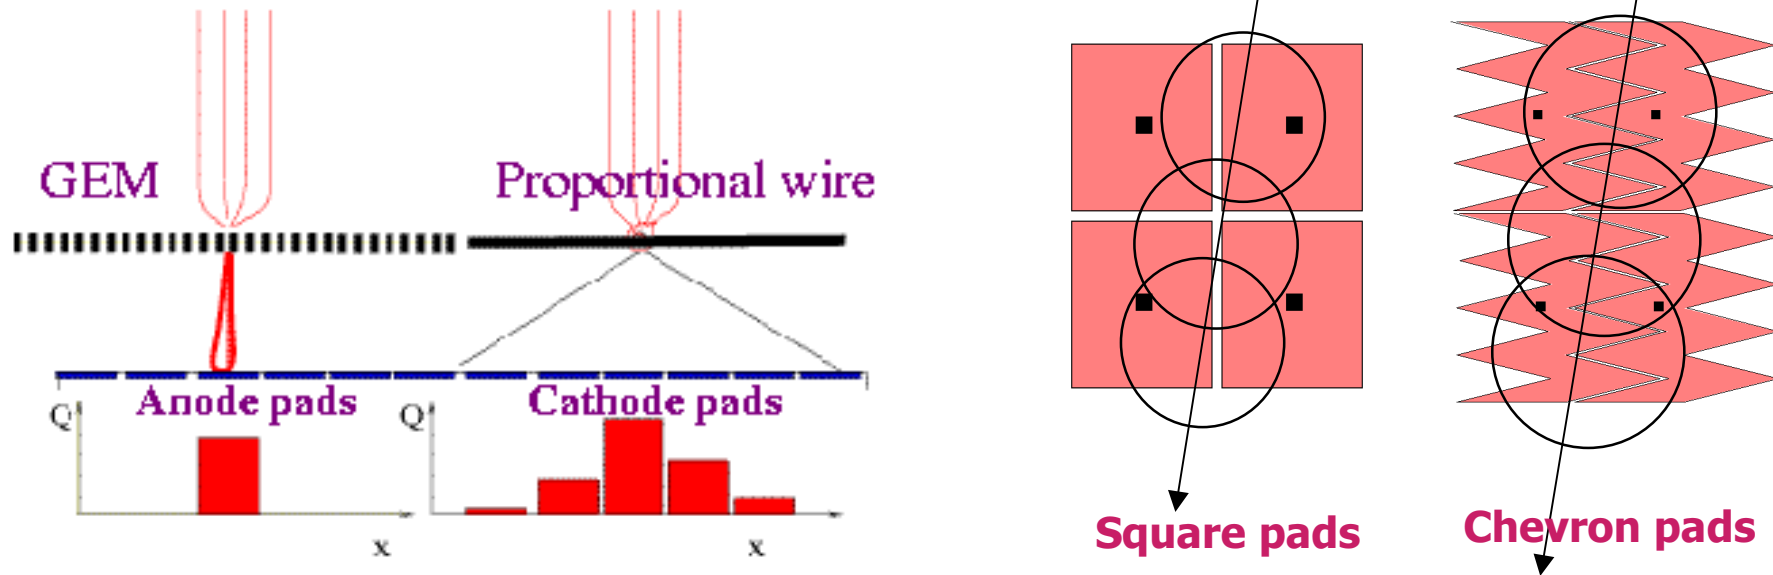 GEM
Proportional wire
Anode pads
Cathode pads
Q
Q
x
x
Square pads
Chevron pads